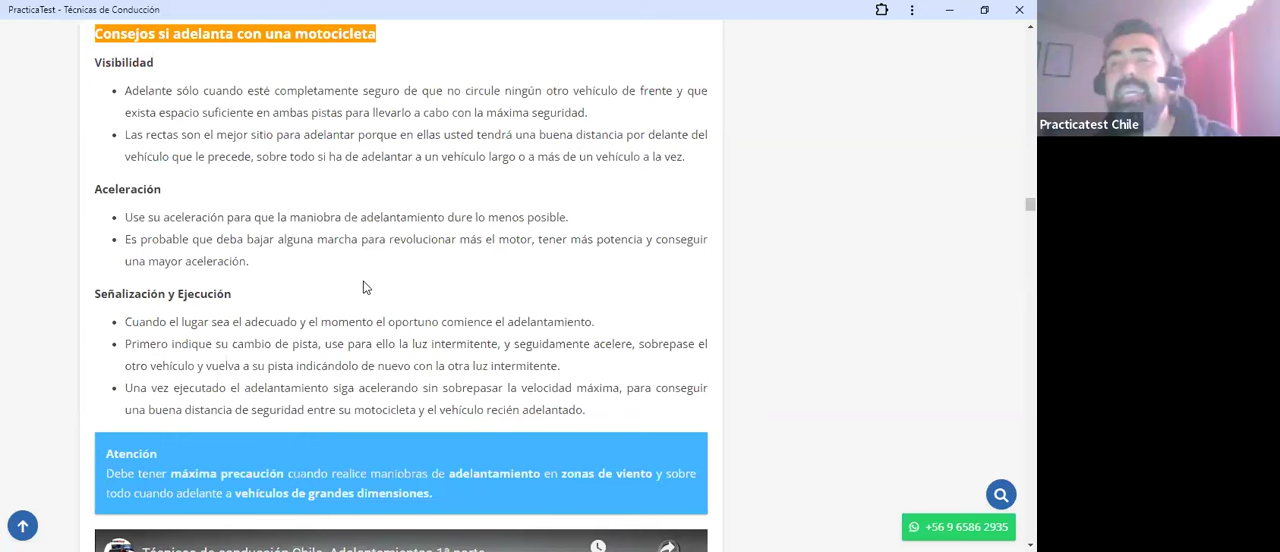 PracticaTest - Técnicas de Conducción
Consejos si adelanta con una motocicleta
Visibilidad
• Adelante sólo cuando esté completamente seguro de que no circule ningún otro vehículo de frente y que
exista espacio suficiente en ambas pistas para llevarlo a cabo con la máxima seguridad.
• Las rectas son el mejor sitio para adelantar porque en ellas usted tendrá una buena distancia por delante del
vehículo que le precede, sobre todo si ha de adelantar a un vehículo largo o a más de un vehículo a la vez.
Aceleración
• Use su aceleración para que la maniobra de adelantamiento dure lo menos posible.
• Es probable que deba bajar alguna marcha para revolucionar más el motor, tener más potencia y conseguir
una mayor aceleración.
Señalización y Ejecución
• Cuando el lugar sea el adecuado y el momento el oportuno comience el adelantamiento.
• Primero indique su cambio de pista, use para ello la luz intermitente, y seguidamente acelere, sobrepase el
otro vehículo y vuelva a su pista indicándolo de nuevo con la otra luz intermitente.
• Una vez ejecutado el adelantamiento siga acelerando sin sobrepasar la velocidad máxima, para conseguir
una buena distancia de seguridad entre su motocicleta y el vehículo recién adelantado.
Atención
Debe tener máxima precaución cuando realice maniobras de adelantamiento en zonas de viento y sobre
todo cuando adelante a vehículos de grandes dimensiones.
Técnicas de conducción Chile. Adelantamientos 1ª parte
+56 9 6586 2935
Practicatest Chile